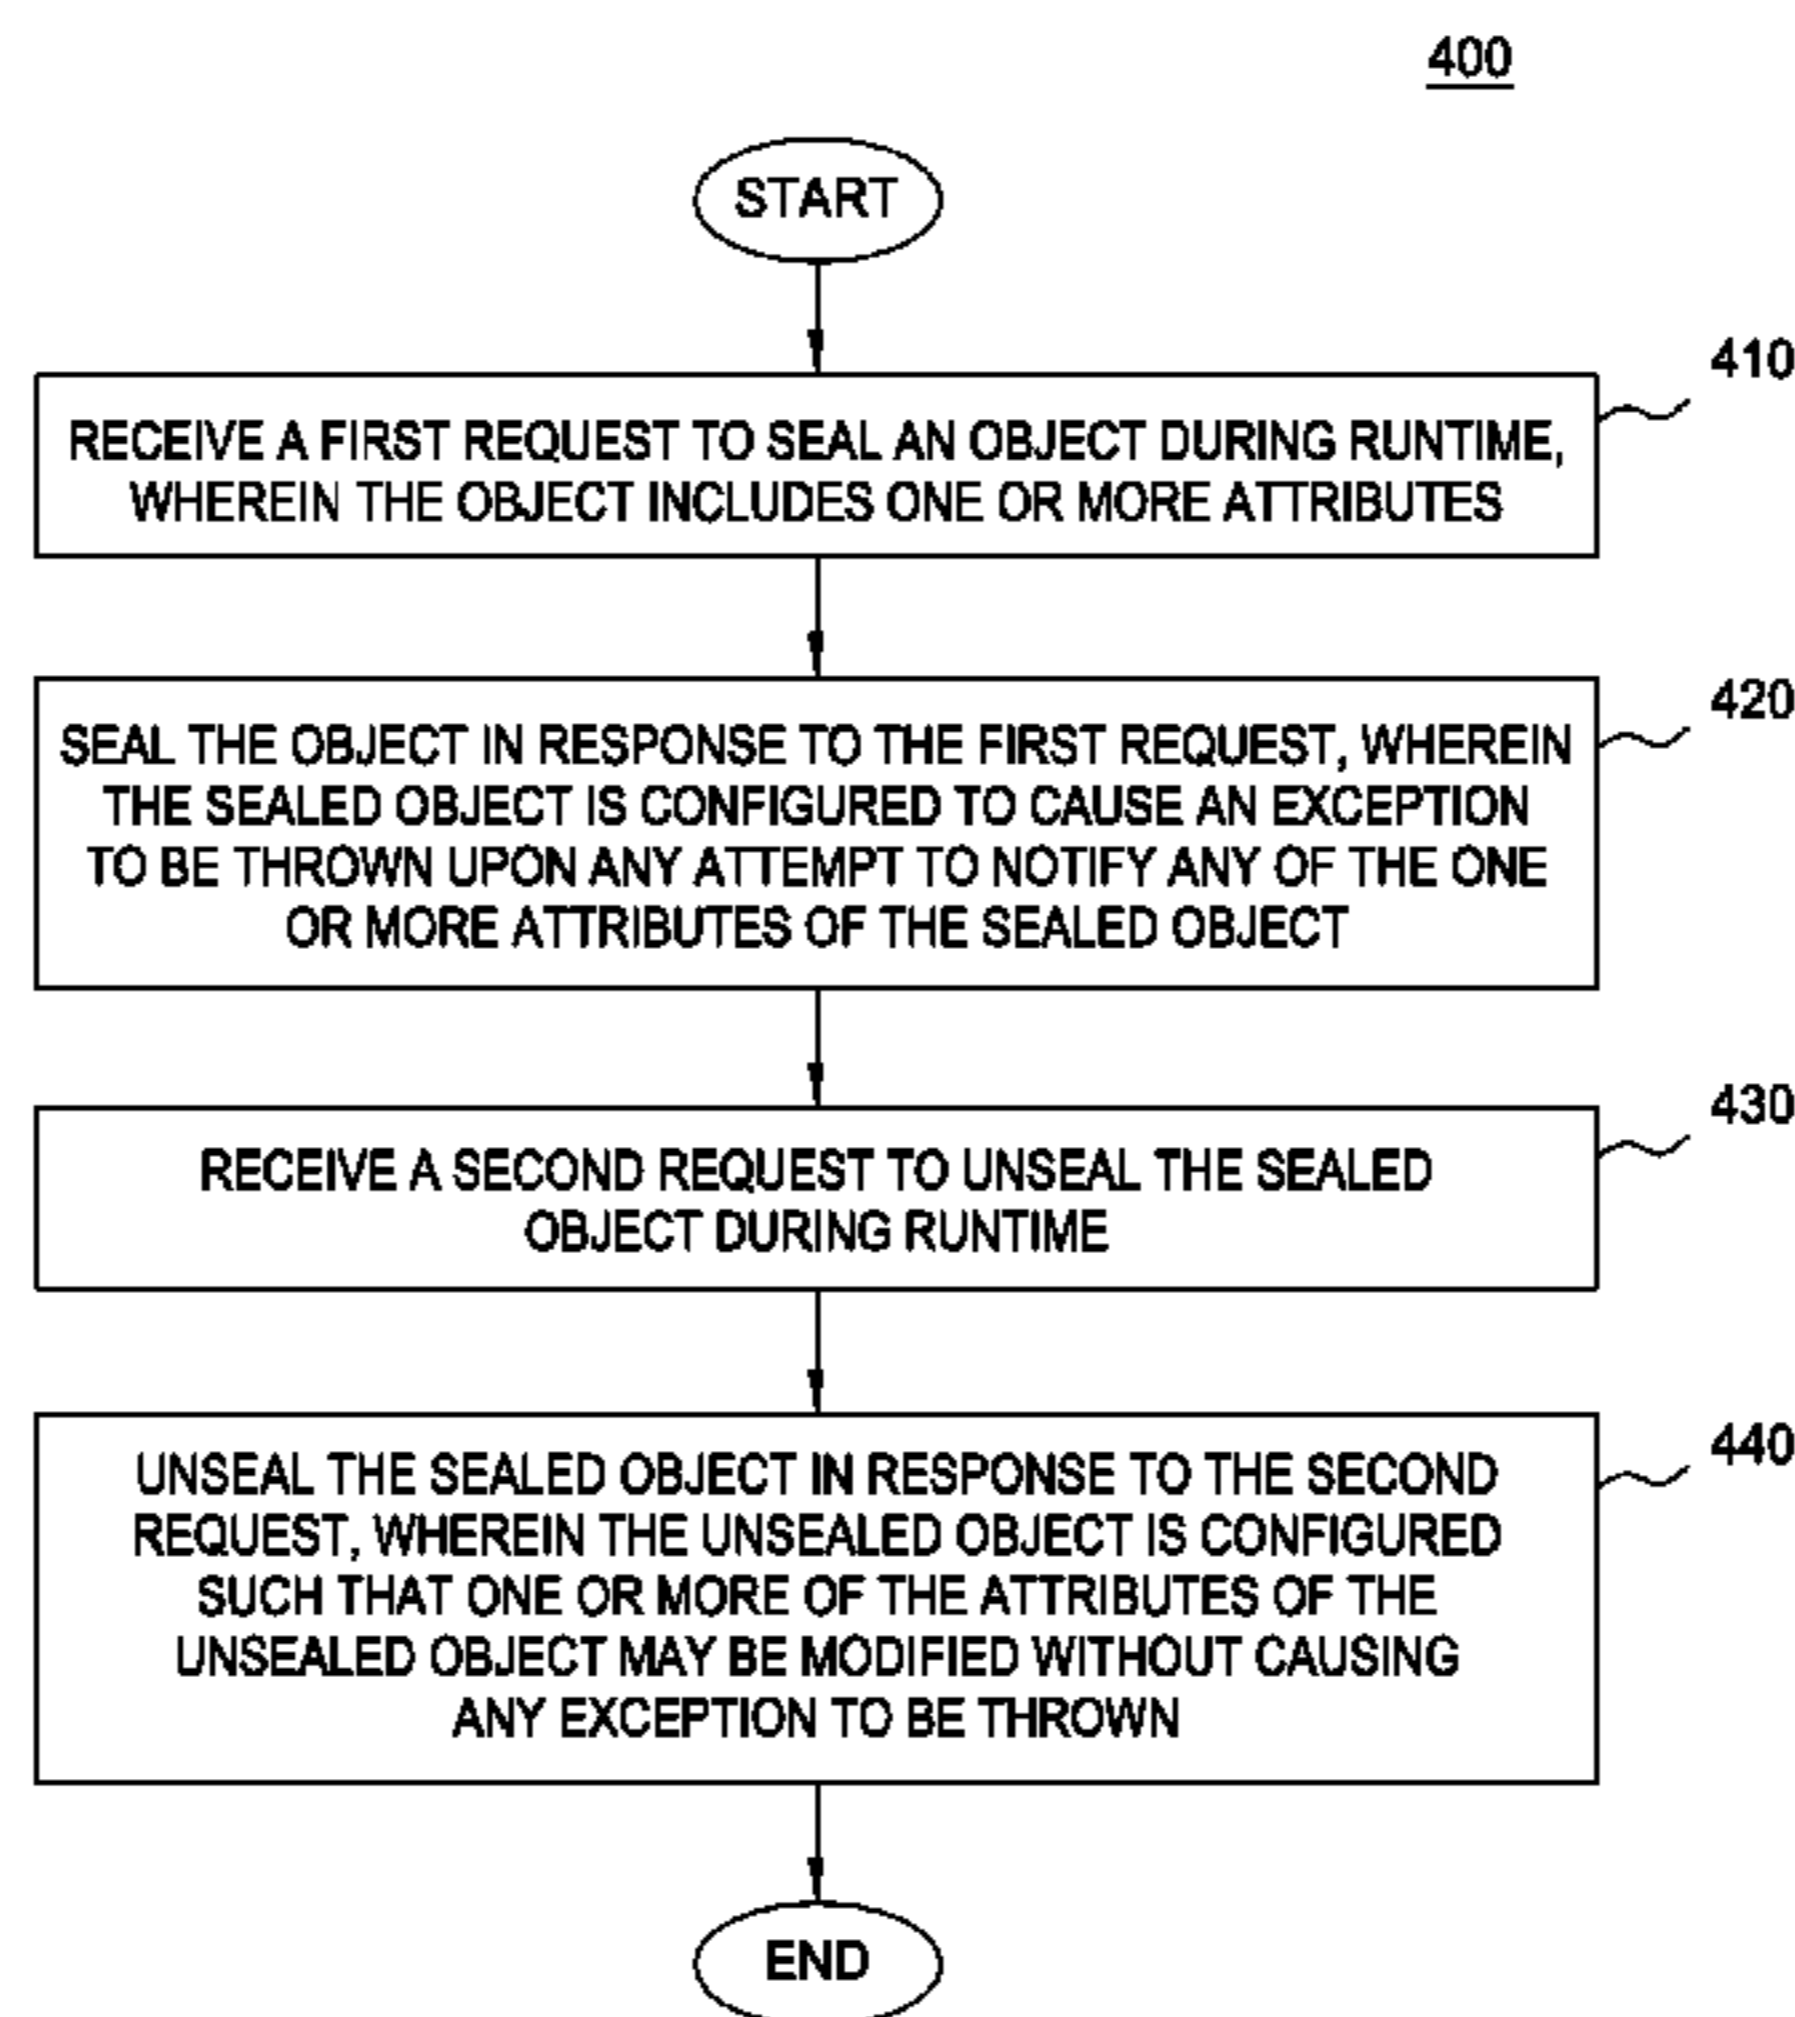 400
START
410
RECEIVE A FIRST REQUEST TO SEAL AN OBJECT DURING RUNTIME,
WHEREIN THE OBJECT INCLUDES ONE OR MORE ATTRIBUTES
420
SEAL THE OBJECT IN RESPONSE TO THE FIRST REQUEST, WHEREIN
THE SEALED OBJECT IS CONFIGURED TO CAUSE AN EXCEPTION
TO BE THROWN UPON ANY ATTEMPT TO NOTIFY ANY OF THE ONE
OR MORE ATTRIBUTES OF THE SEALED OBJECT
430
RECEIVE A SECOND REQUEST TO UNSEAL THE SEALED
OBJECT DURING RUNTIME
440
UNSEAL THE SEALED OBJECT IN RESPONSE TO THE SECOND
REQUEST, WHEREIN THE UNSEALED OBJECT IS CONFIGURED
SUCH THAT ONE OR MORE OF THE ATTRIBUTES OF THE
UNSEALED OBJECT MAY BE MODIFIED WITHOUT CAUSING
ANY EXCEPTION TO BE THROWN
END